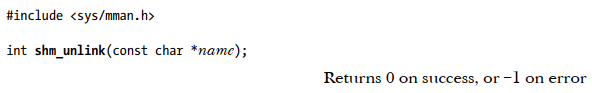 #include <sys/mman.h>
int shm_unlink(const char *name);
Returns 0 on success, or –1 on error